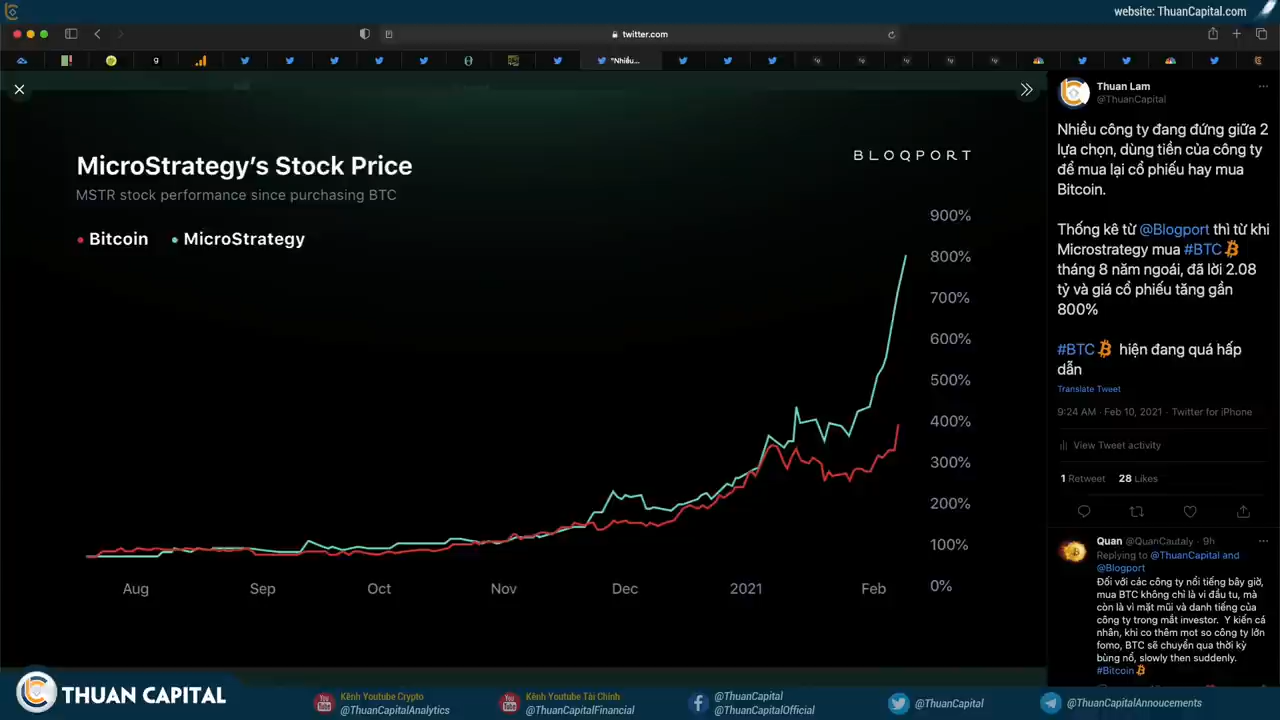 website: ThuanCapital.com
twitter.com
"Nhiều...
MicroStrategy's Stock Price
MSTR stock performance since purchasing BTC
Bitcoin
MicroStrategy
BLOQPORT
900%
800%
700%
600%
500%
400%
300%
200%
100%
0%
Aug
Sep
Oct
Nov
Dec
2021
Feb
Thuan Lam
@ThuanCapital
Nhiều công ty đang đứng giữa 2
lựa chọn, dùng tiền của công ty
để mua lại cổ phiếu hay mua
Bitcoin.
Thống kê từ @Blogport thì từ khi
Microstrategy mua #BTC
tháng 8 năm ngoái, đã lời 2.08
tỷ và giá cổ phiếu tăng gần
800%
#BTC hiện đang quá hấp
dẫn
Translate Tweet
9:24 AM · Feb 10, 2021 · Twitter for iPhone
View Tweet activity
1 Retweet 28 Likes
Quan @QuanCautaly · 9h
Replying to @ThuanCapital and
@Blogport
Đối với các công ty nổi tiếng bây giờ,
mua BTC không chỉ là vì đầu tư, mà
còn là vì mặt mũi và danh tiếng của
công ty trong mắt investor. Y kiến cá
nhân, khi co thêm mot so công ty lớn
fomo, BTC sẽ chuyển qua thời kỳ
bùng nổ, slowly then suddenly.
#Bitcoin
THUAN CAPITAL
Kênh Youtube Crypto
@ThuanCapitalAnalytics
Kênh Youtube Tài Chính
@ThuanCapitalFinancial
@ThuanCapital
@ThuanCapitalOfficial
@ThuanCapital
@ThuanCapitalAnnoucements